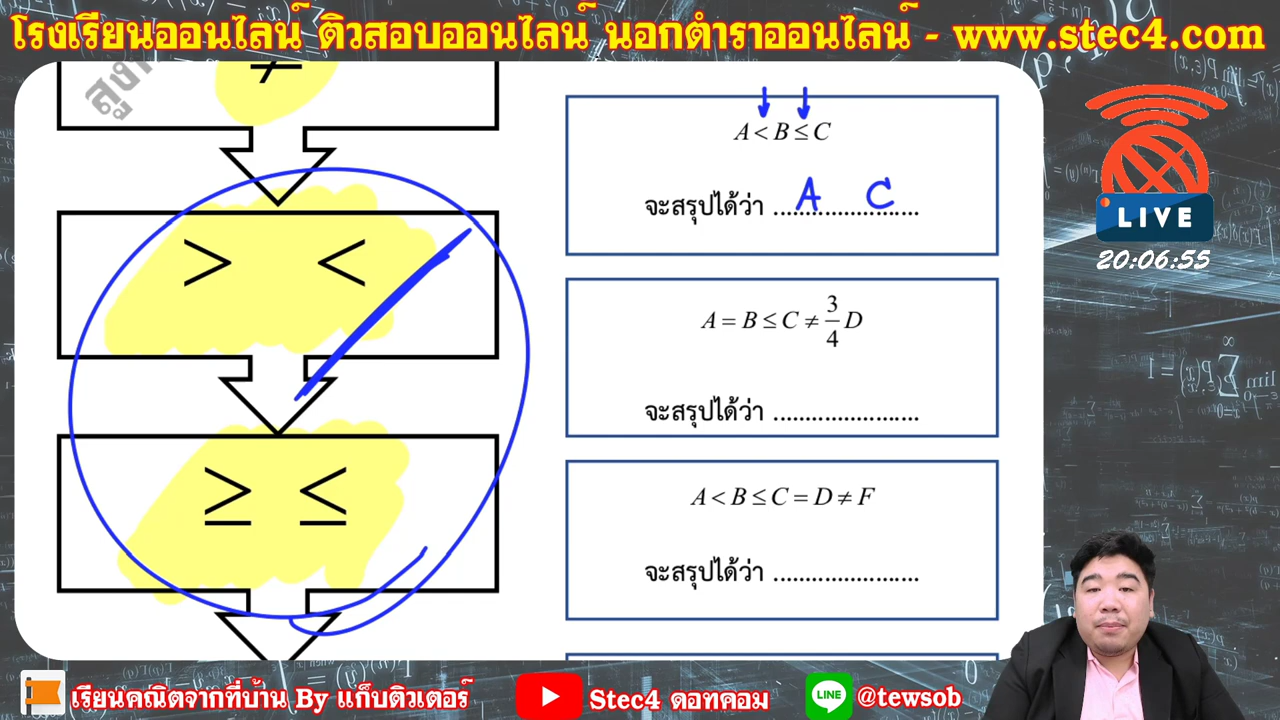 โรงเรียนออนไลน์ ติวสอบออนไลน์ นอกตำราออนไลน์ - www.stec4.com
≠
> <
≥ ≤
A < B ≤ C
จะสรุปได้ว่า ....................... A C
A = B ≤ C ≠ 3/4 D
จะสรุปได้ว่า .......................
A < B ≤ C = D ≠ F
จะสรุปได้ว่า .......................
LIVE
20:06:55
เรียนคณิตจากที่บ้าน By แก็บติวเตอร์
Stec4 ดอทคอม
LINE
@tewsob